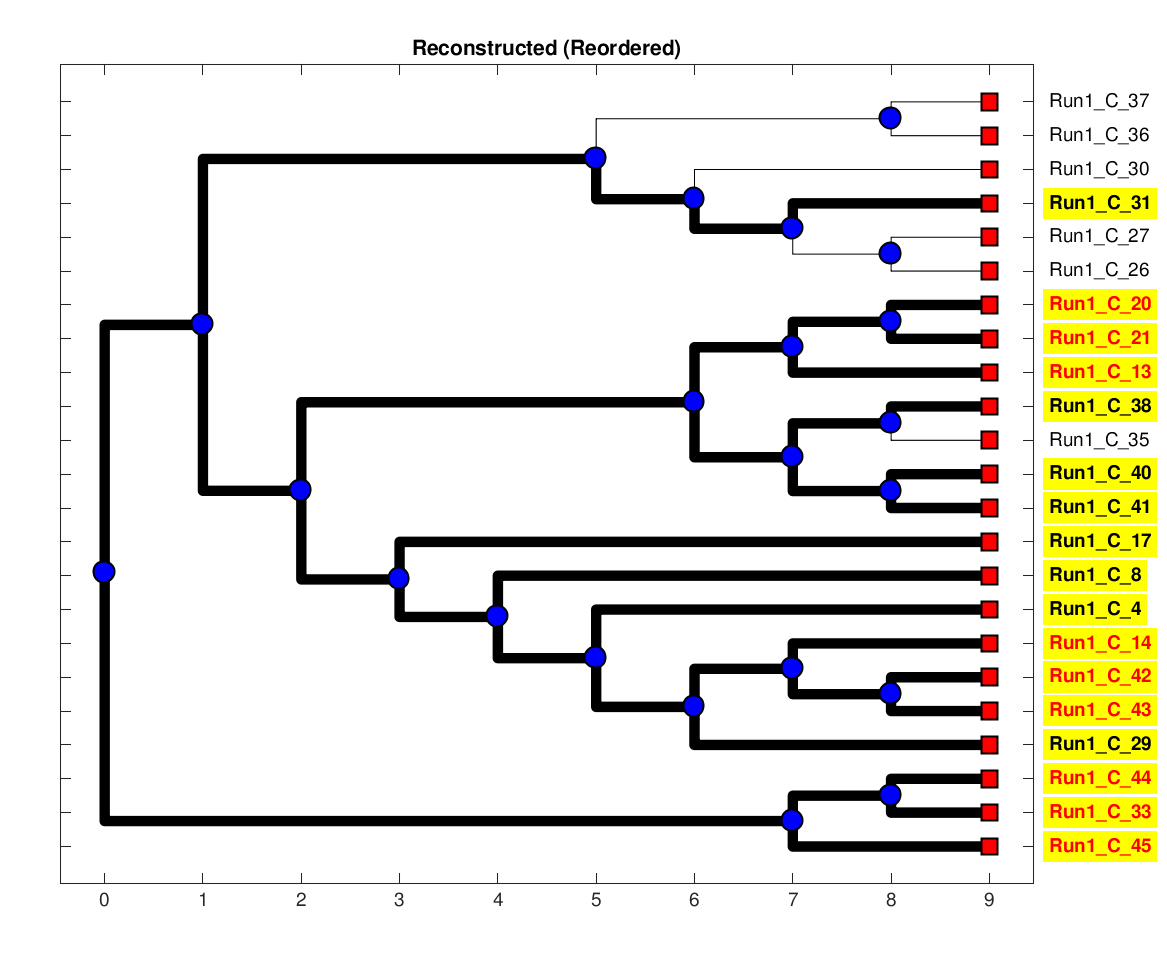 Reconstructed (Reordered)
Run1_C_37
Run1_C_36
Run1_C_30
Run1_C_31
Run1_C_27
Run1_C_26
Run1_C_20
Run1_C_21
Run1_C_13
Run1_C_38
Run1_C_35
Run1_C_40
Run1_C_41
Run1_C_17
Run1_C_8
Run1_C_4
Run1_C_14
Run1_C_42
Run1_C_43
Run1_C_29
Run1_C_44
Run1_C_33
Run1_C_45
0 1 2 3 4 5 6 7 8 9